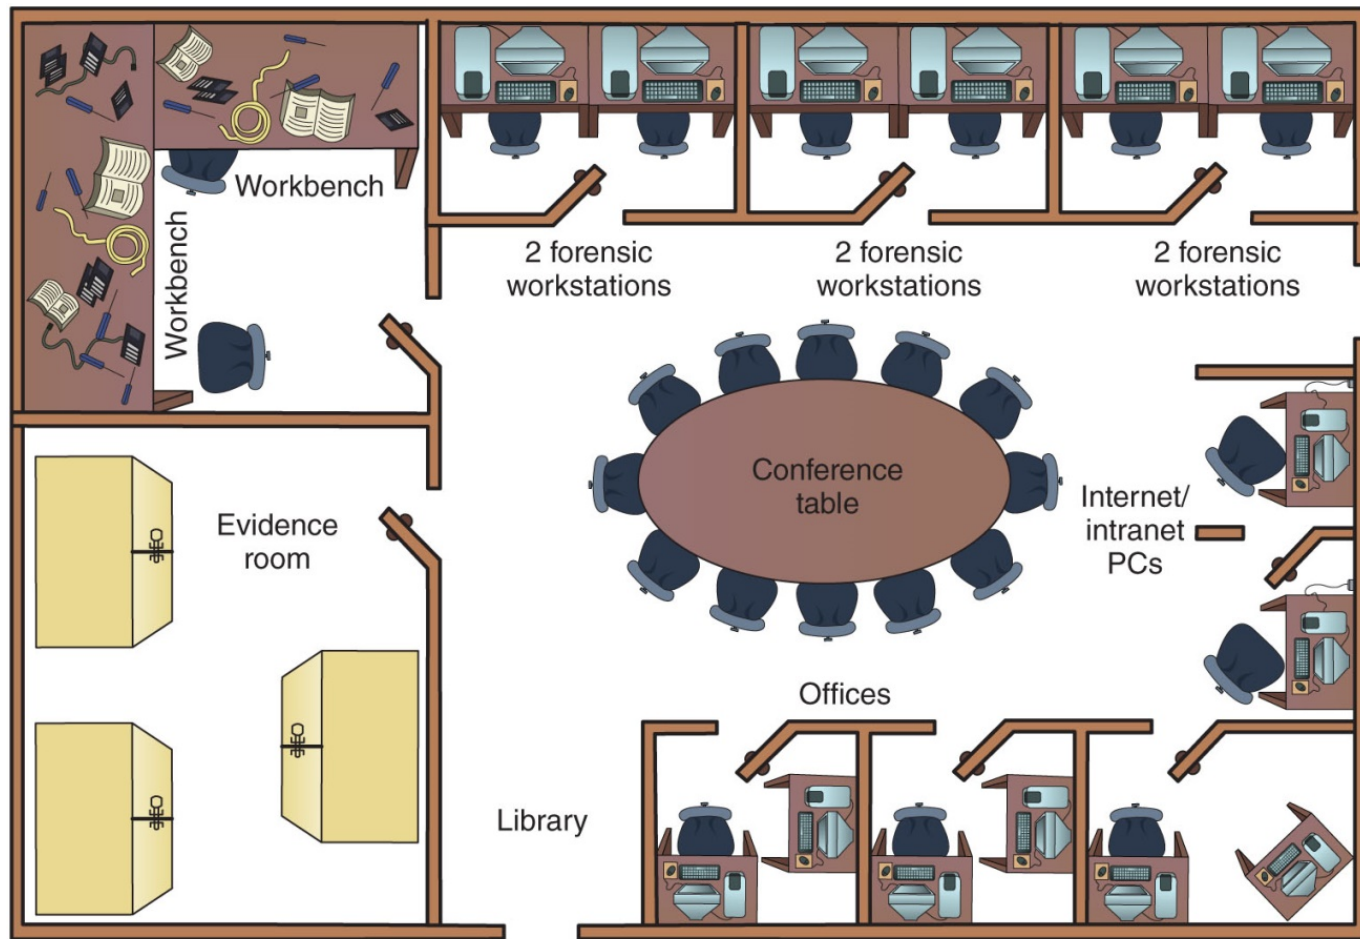 Workbench
Workbench
2 forensic
workstations
2 forensic
workstations
2 forensic
workstations
Conference
table
Internet/
intranet
PCs
Evidence
room
Offices
Library